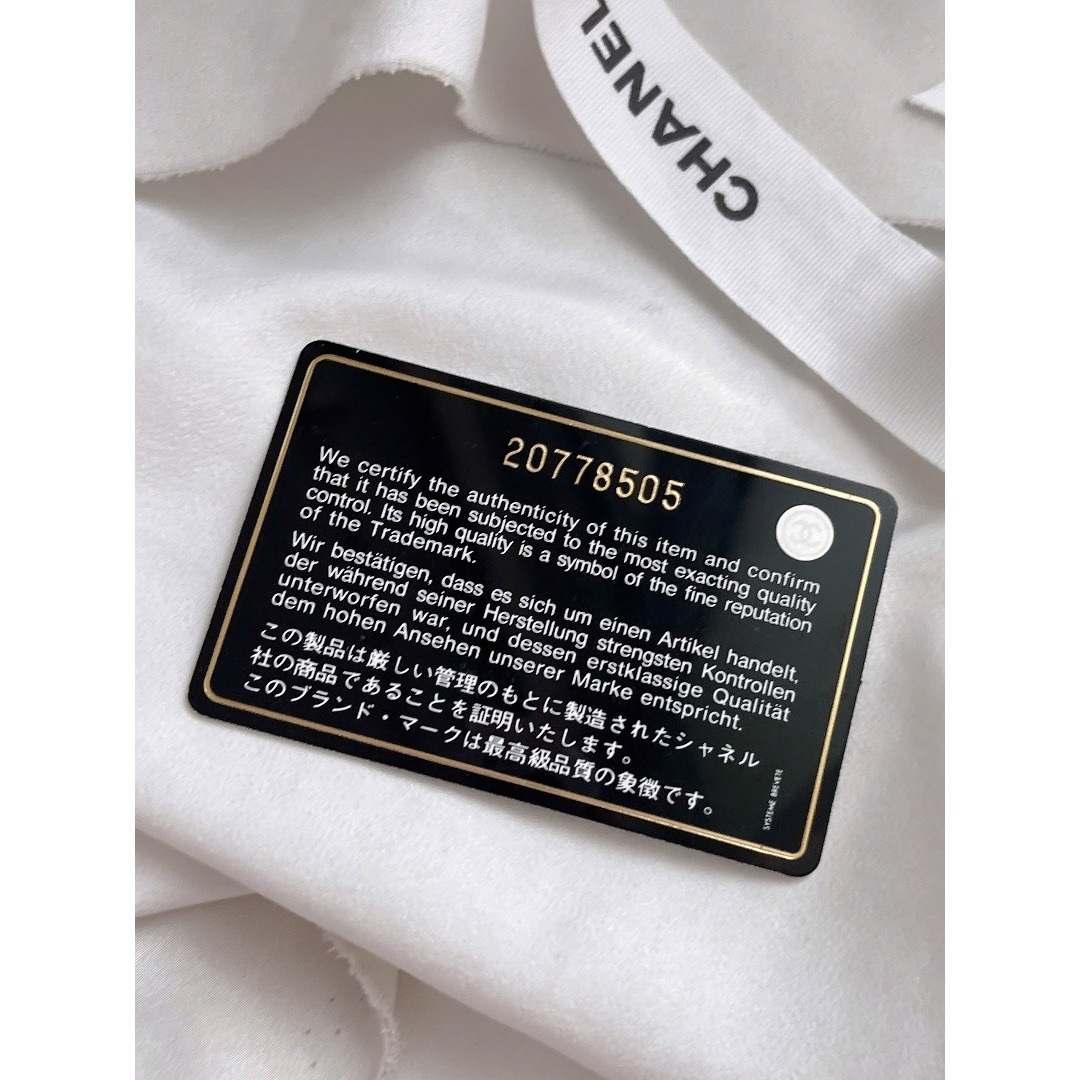 CHANEL
20778505
We certify the authenticity of this item and confirm
that it has been subjected to the most exacting quality
control. Its high quality is a symbol of the fine reputation
of the Trademark.
Wir bestätigen, dass es sich um einen Artikel handelt,
der während seiner Herstellung strengsten Kontrollen
unterworfen war, und dessen erstklassige Qualität
dem hohen Ansehen unserer Marke entspricht.
この製品は厳しい管理のもとに製造されたシャネル
社の商品であることを証明いたします。
このブランド・マークは最高級品質の象徴です。
SYSTEME BREVETE